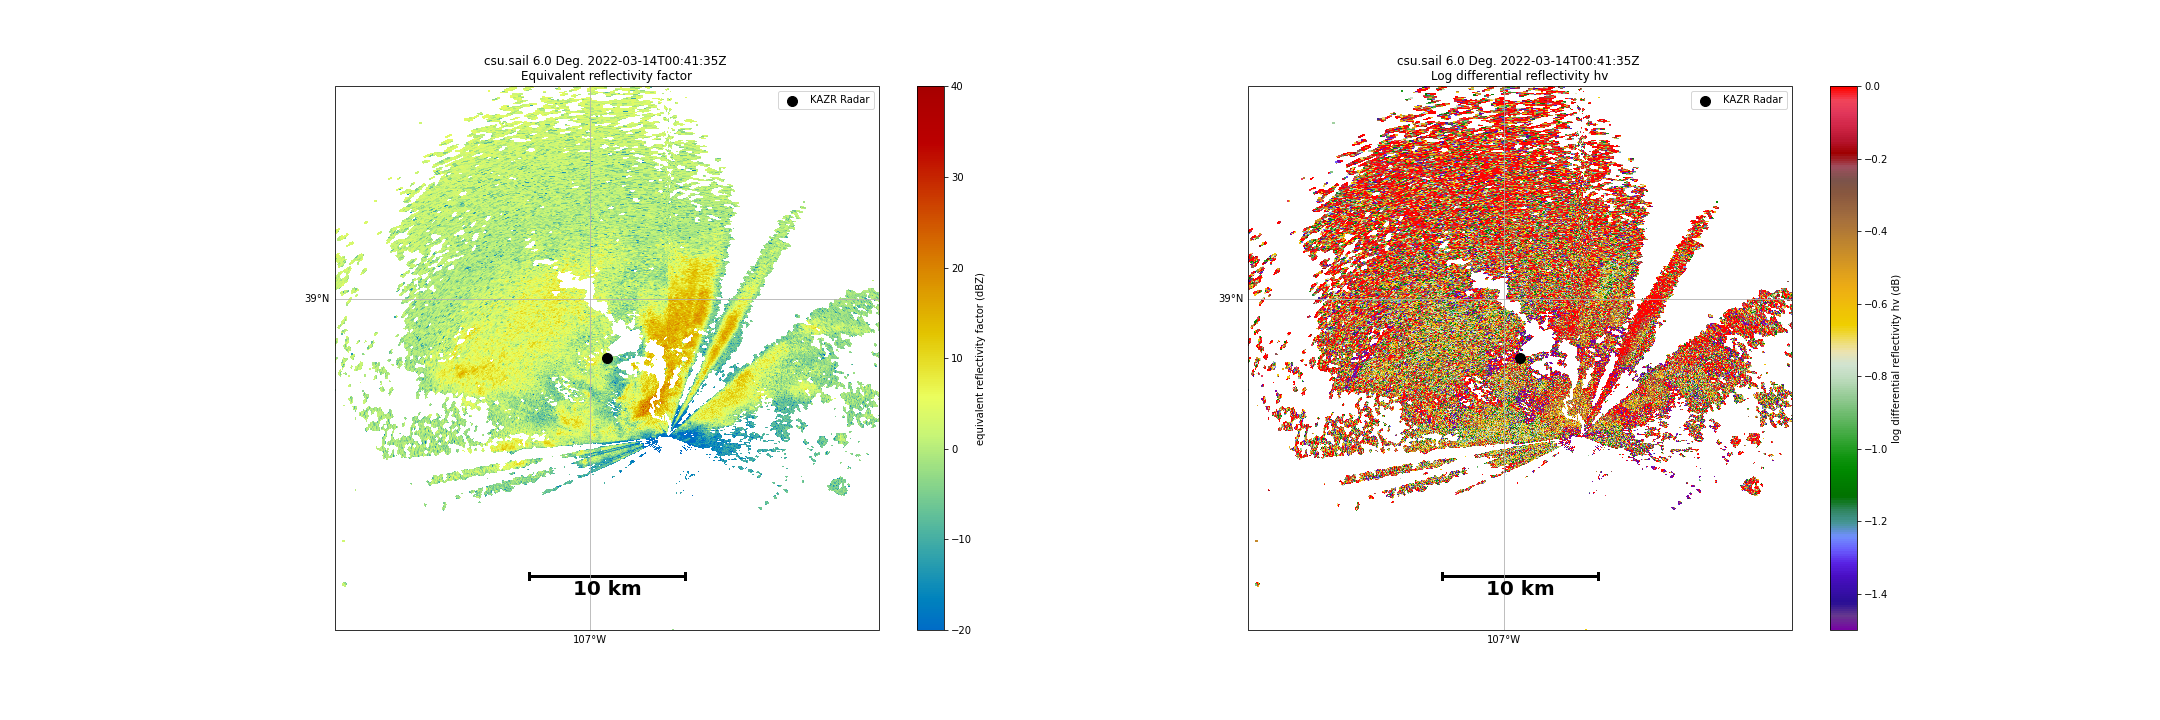 csu.sail 6.0 Deg. 2022-03-14T00:41:35Z
Equivalent reflectivity factor
KAZR Radar
39°N
107°W
10 km
40
30
20
10
0
−10
−20
equivalent reflectivity factor (dBZ)
csu.sail 6.0 Deg. 2022-03-14T00:41:35Z
Log differential reflectivity hv
KAZR Radar
39°N
107°W
10 km
0.0
−0.2
−0.4
−0.6
−0.8
−1.0
−1.2
−1.4
log differential reflectivity hv (dB)